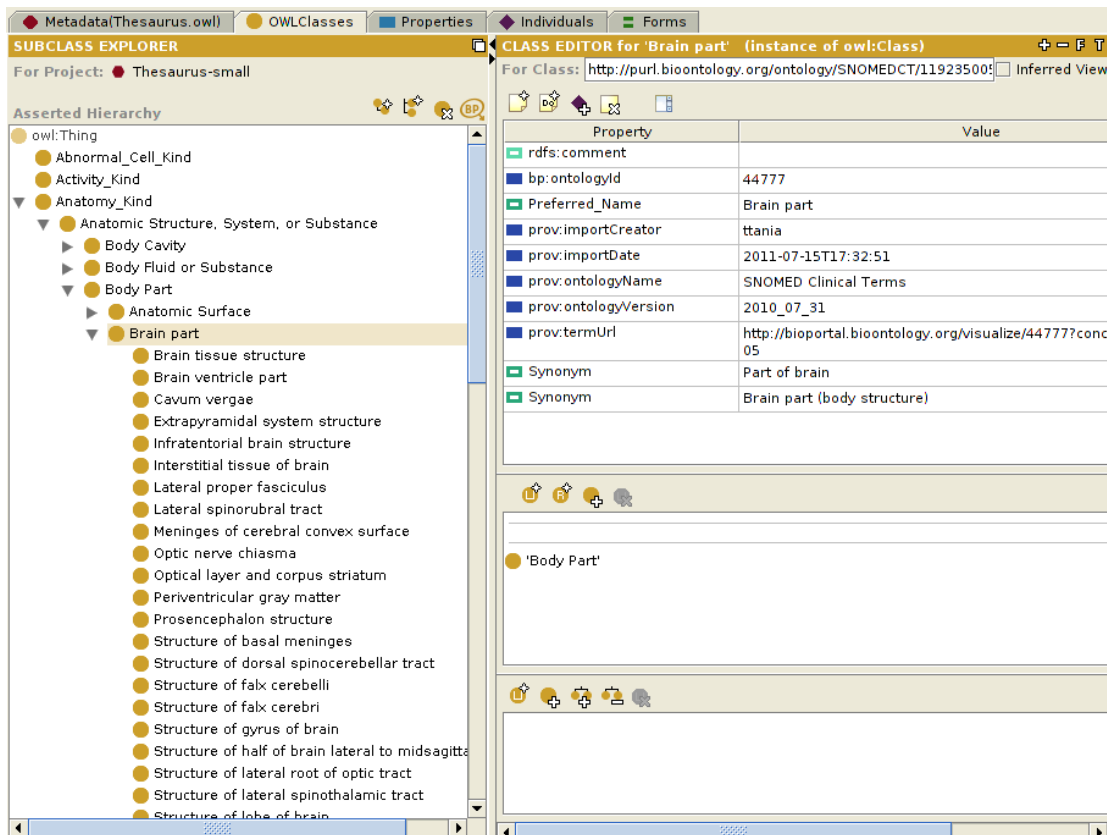 Metadata(Thesaurus.owl) OWLClasses Properties Individuals Forms
SUBCLASS EXPLORER
For Project: Thesaurus-small
Asserted Hierarchy
BP
owl:Thing
Abnormal_Cell_Kind
Activity_Kind
Anatomy_Kind
Anatomic Structure, System, or Substance
Body Cavity
Body Fluid or Substance
Body Part
Anatomic Surface
Brain part
Brain tissue structure
Brain ventricle part
Cavum vergae
Extrapyramidal system structure
Infratentorial brain structure
Interstitial tissue of brain
Lateral proper fasciculus
Lateral spinorubral tract
Meninges of cerebral convex surface
Optic nerve chiasma
Optical layer and corpus striatum
Periventricular gray matter
Prosencephalon structure
Structure of basal meninges
Structure of dorsal spinocerebellar tract
Structure of falx cerebelli
Structure of falx cerebri
Structure of gyrus of brain
Structure of half of brain lateral to midsagitta
Structure of lateral root of optic tract
Structure of lateral spinothalamic tract
Structure of lobe of brain
CLASS EDITOR for 'Brain part' (instance of owl:Class) F T
For Class: http://purl.bioontology.org/ontology/SNOMEDCT/119235005 Inferred View
Property Value
rdfs:comment
bp:ontologyId 44777
Preferred_Name Brain part
prov:importCreator ttania
prov:importDate 2011-07-15T17:32:51
prov:ontologyName SNOMED Clinical Terms
prov:ontologyVersion 2010_07_31
prov:termUrl http://bioportal.bioontology.org/visualize/44777?conc
05
Synonym Part of brain
Synonym Brain part (body structure)
'Body Part'